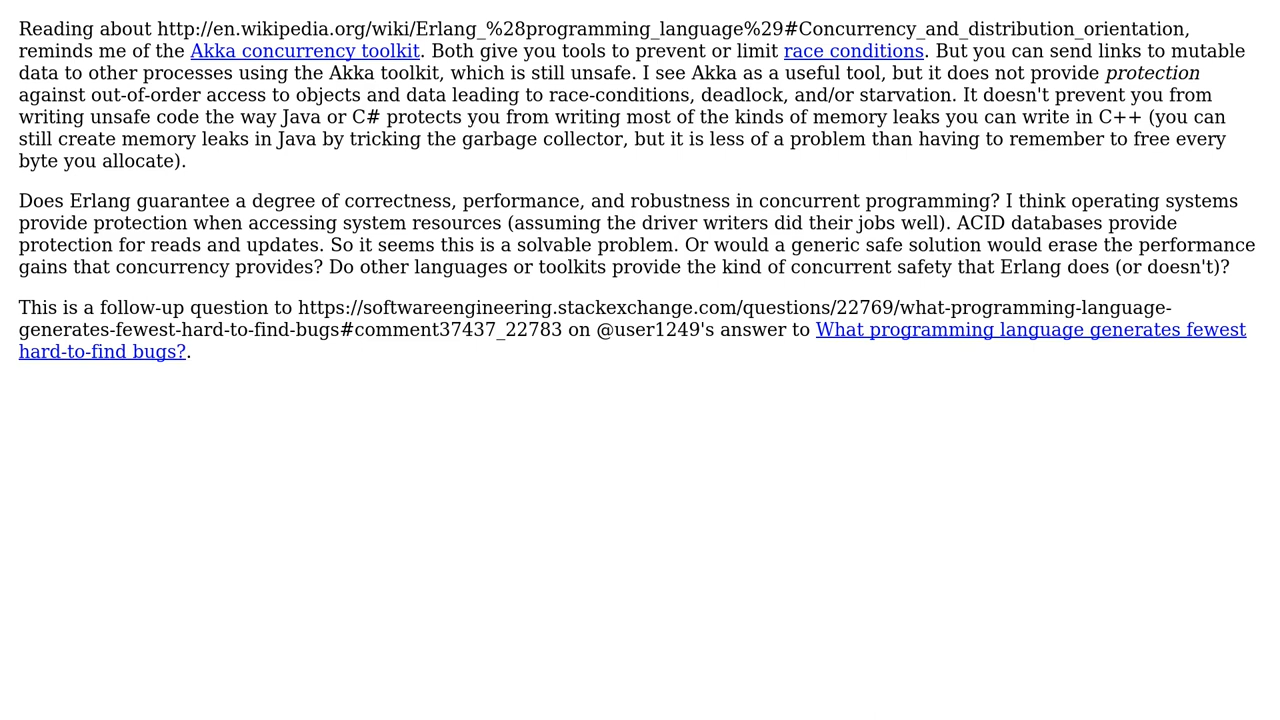 Reading about http://en.wikipedia.org/wiki/Erlang_%28programming_language%29#Concurrency_and_distribution_orientation,
reminds me of the Akka concurrency toolkit. Both give you tools to prevent or limit race conditions. But you can send links to mutable
data to other processes using the Akka toolkit, which is still unsafe. I see Akka as a useful tool, but it does not provide protection
against out-of-order access to objects and data leading to race-conditions, deadlock, and/or starvation. It doesn't prevent you from
writing unsafe code the way Java or C# protects you from writing most of the kinds of memory leaks you can write in C++ (you can
still create memory leaks in Java by tricking the garbage collector, but it is less of a problem than having to remember to free every
byte you allocate).
Does Erlang guarantee a degree of correctness, performance, and robustness in concurrent programming? I think operating systems
provide protection when accessing system resources (assuming the driver writers did their jobs well). ACID databases provide
protection for reads and updates. So it seems this is a solvable problem. Or would a generic safe solution would erase the performance
gains that concurrency provides? Do other languages or toolkits provide the kind of concurrent safety that Erlang does (or doesn't)?
This is a follow-up question to https://softwareengineering.stackexchange.com/questions/22769/what-programming-language-
generates-fewest-hard-to-find-bugs#comment37437_22783 on @user1249's answer to What programming language generates fewest
hard-to-find bugs?.